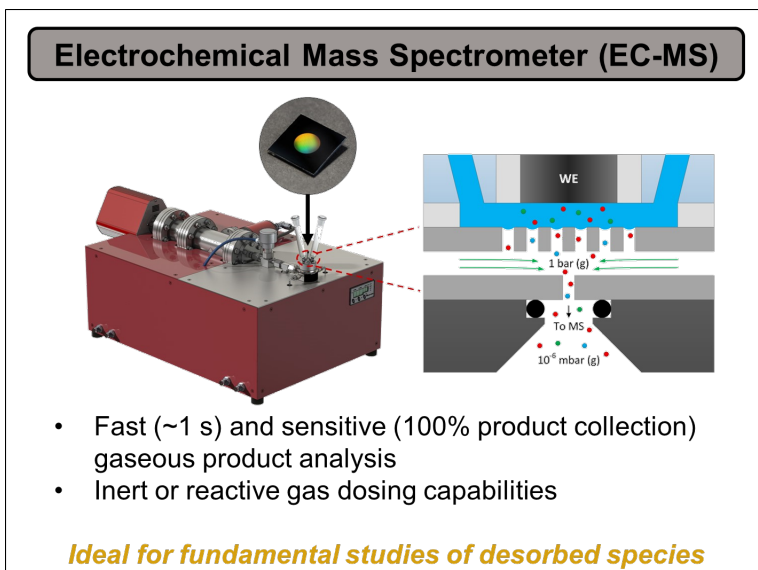 Electrochemical Mass Spectrometer (EC-MS)
WE
1 bar (g)
To MS
10⁻⁶ mbar (g)
• Fast (~1 s) and sensitive (100% product collection)
gaseous product analysis
• Inert or reactive gas dosing capabilities
Ideal for fundamental studies of desorbed species